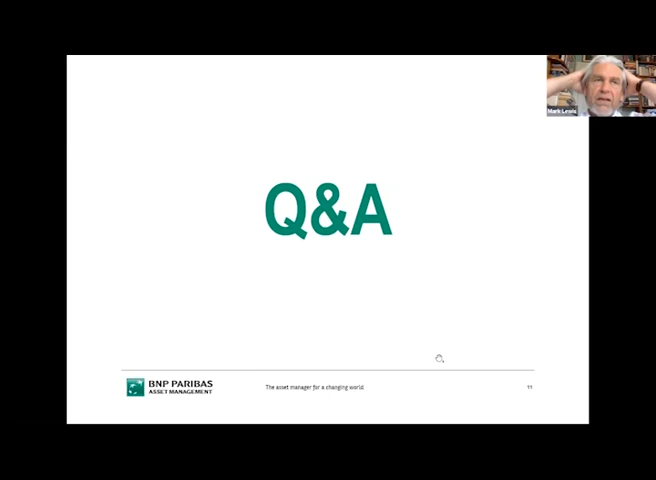 Mark Lewis
Q&A
BNP PARIBAS
ASSET MANAGEMENT
The asset manager for a changing world
11